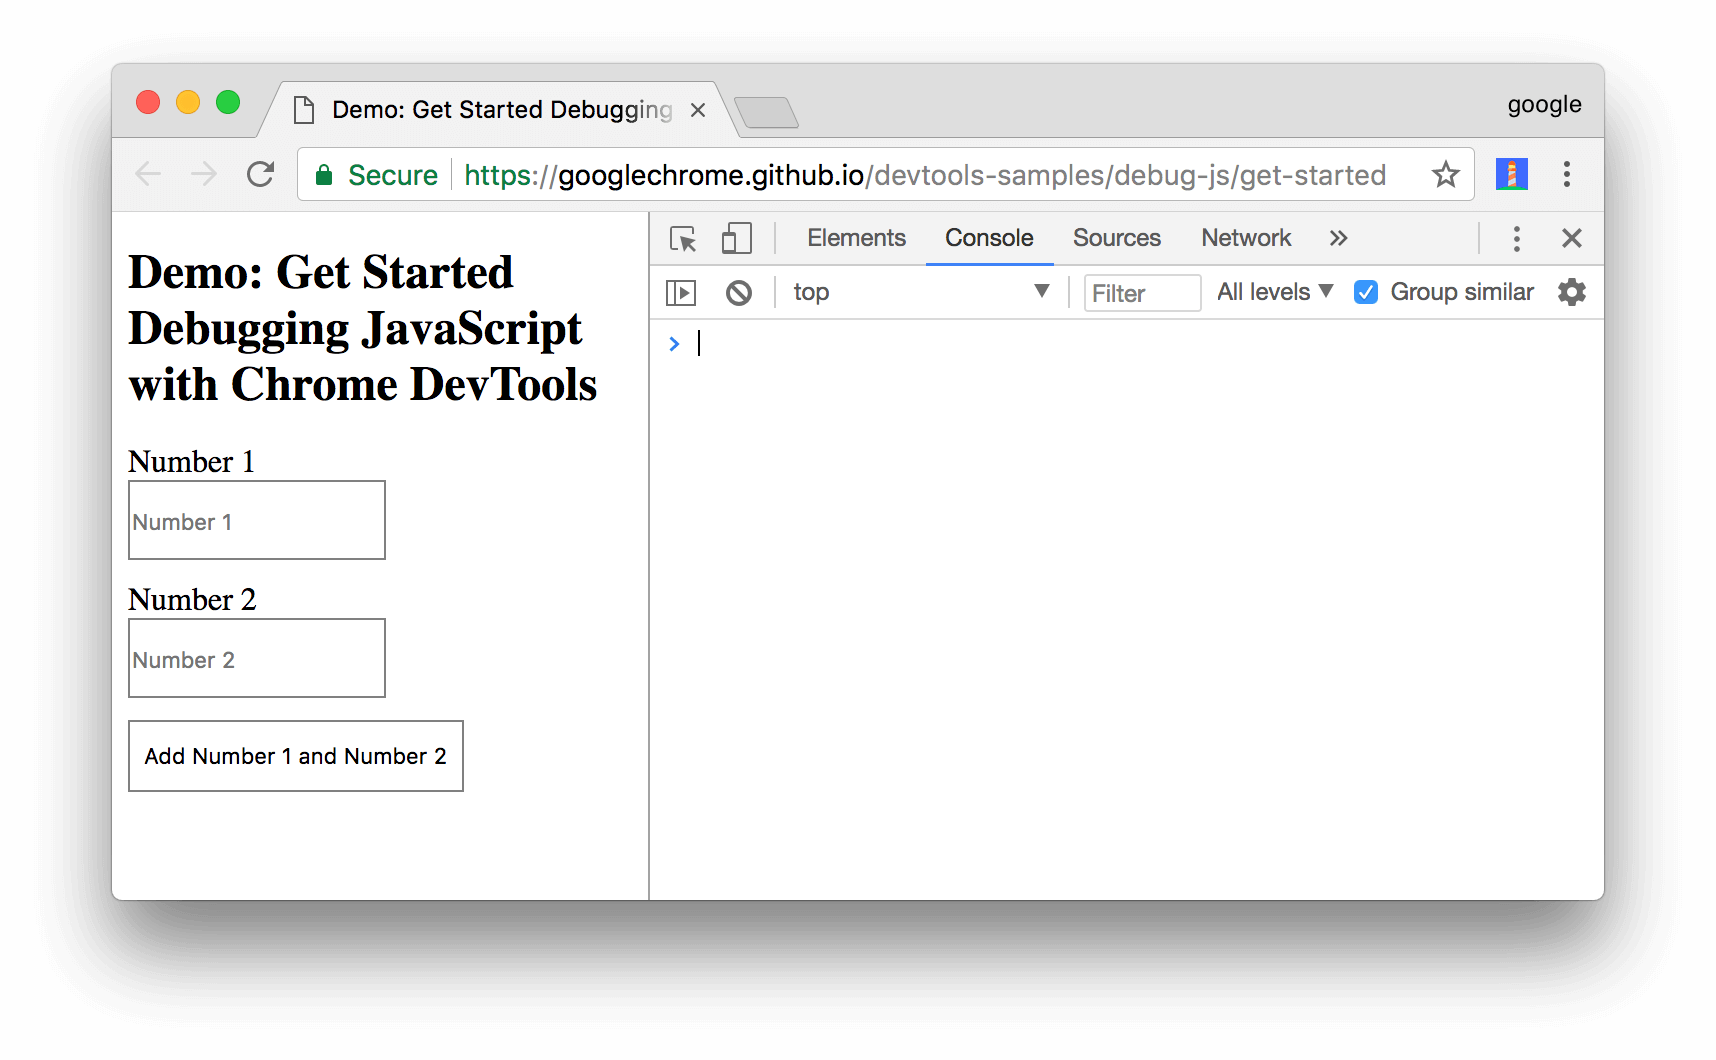 Demo: Get Started Debugging
google
Secure https://googlechrome.github.io/devtools-samples/debug-js/get-started
Demo: Get Started
Debugging JavaScript
with Chrome DevTools
Number 1
Number 1
Number 2
Number 2
Add Number 1 and Number 2
Elements Console Sources Network »
top Filter All levels Group similar